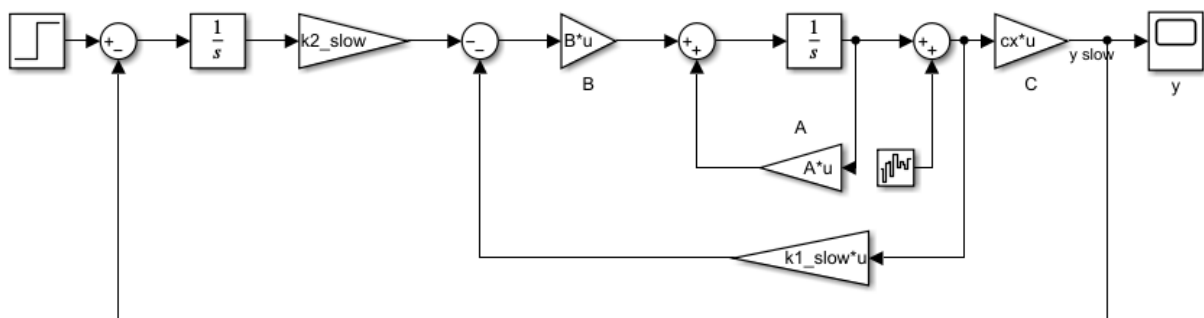 +
−
1
s
k2_slow
−
−
B*u
B
+
+
1
s
+
+
cx*u
C
y slow
y
A
A*u
k1_slow*u